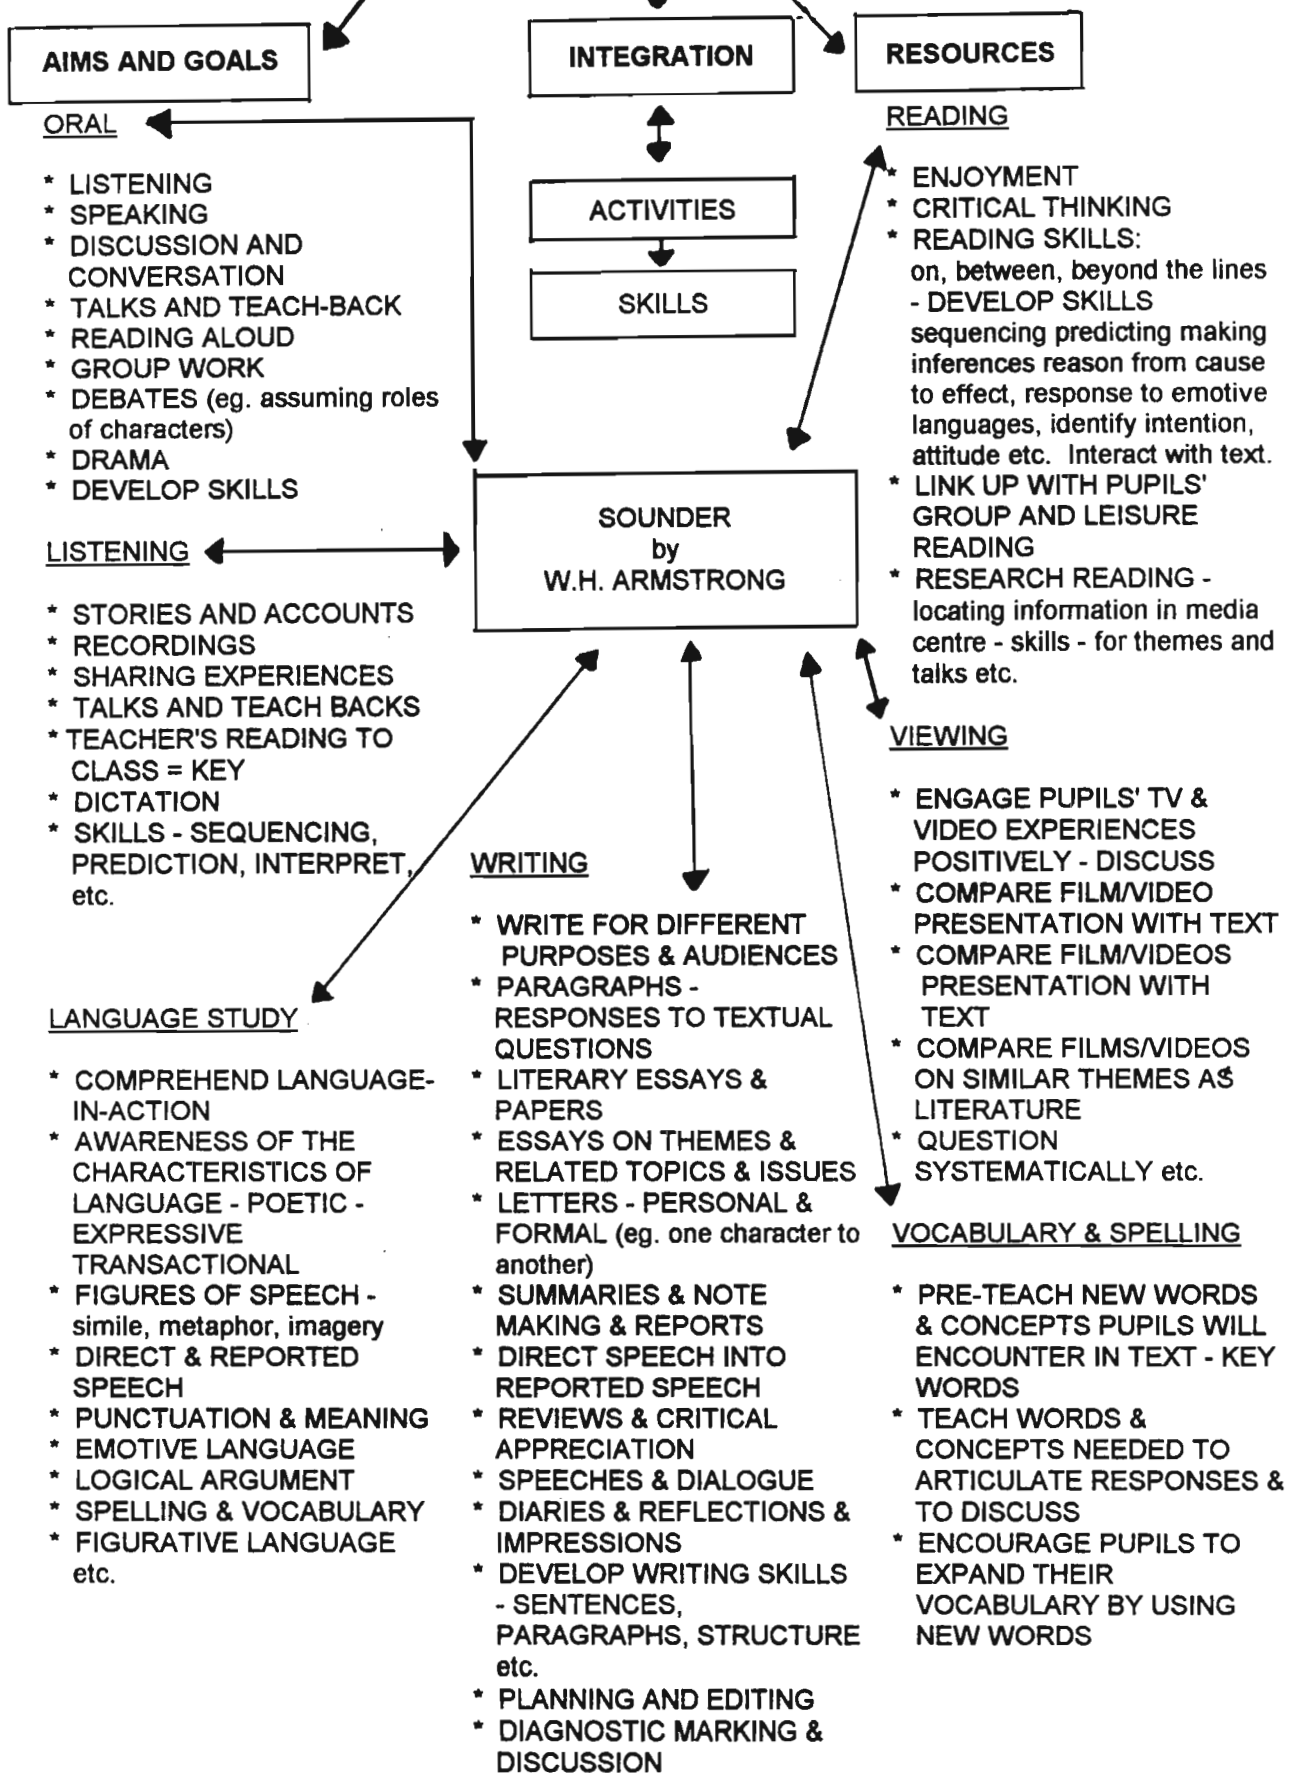 AIMS AND GOALS
INTEGRATION
RESOURCES
ACTIVITIES
SKILLS
ORAL
* LISTENING
* SPEAKING
* DISCUSSION AND
CONVERSATION
* TALKS AND TEACH-BACK
* READING ALOUD
* GROUP WORK
* DEBATES (eg. assuming roles
of characters)
* DRAMA
* DEVELOP SKILLS
LISTENING
* STORIES AND ACCOUNTS
* RECORDINGS
* SHARING EXPERIENCES
* TALKS AND TEACH BACKS
* TEACHER'S READING TO
CLASS = KEY
* DICTATION
* SKILLS - SEQUENCING,
PREDICTION, INTERPRET,
etc.
LANGUAGE STUDY
* COMPREHEND LANGUAGE-
IN-ACTION
* AWARENESS OF THE
CHARACTERISTICS OF
LANGUAGE - POETIC -
EXPRESSIVE
TRANSACTIONAL
* FIGURES OF SPEECH -
simile, metaphor, imagery
* DIRECT & REPORTED
SPEECH
* PUNCTUATION & MEANING
* EMOTIVE LANGUAGE
* LOGICAL ARGUMENT
* SPELLING & VOCABULARY
* FIGURATIVE LANGUAGE
etc.
SOUNDER
by
W.H. ARMSTRONG
WRITING
* WRITE FOR DIFFERENT
PURPOSES & AUDIENCES
* PARAGRAPHS -
RESPONSES TO TEXTUAL
QUESTIONS
* LITERARY ESSAYS &
PAPERS
* ESSAYS ON THEMES &
RELATED TOPICS & ISSUES
* LETTERS - PERSONAL &
FORMAL (eg. one character to
another)
* SUMMARIES & NOTE
MAKING & REPORTS
* DIRECT SPEECH INTO
REPORTED SPEECH
* REVIEWS & CRITICAL
APPRECIATION
* SPEECHES & DIALOGUE
* DIARIES & REFLECTIONS &
IMPRESSIONS
* DEVELOP WRITING SKILLS
- SENTENCES,
PARAGRAPHS, STRUCTURE
etc.
* PLANNING AND EDITING
* DIAGNOSTIC MARKING &
DISCUSSION
READING
* ENJOYMENT
* CRITICAL THINKING
* READING SKILLS:
on, between, beyond the lines
- DEVELOP SKILLS
sequencing predicting making
inferences reason from cause
to effect, response to emotive
languages, identify intention,
attitude etc. Interact with text.
* LINK UP WITH PUPILS'
GROUP AND LEISURE
READING
* RESEARCH READING -
locating information in media
centre - skills - for themes and
talks etc.
VIEWING
* ENGAGE PUPILS' TV &
VIDEO EXPERIENCES
POSITIVELY - DISCUSS
* COMPARE FILM/VIDEO
PRESENTATION WITH TEXT
* COMPARE FILM/VIDEOS
PRESENTATION WITH
TEXT
* COMPARE FILMS/VIDEOS
ON SIMILAR THEMES AS
LITERATURE
* QUESTION
SYSTEMATICALLY etc.
VOCABULARY & SPELLING
* PRE-TEACH NEW WORDS
& CONCEPTS PUPILS WILL
ENCOUNTER IN TEXT - KEY
WORDS
* TEACH WORDS &
CONCEPTS NEEDED TO
ARTICULATE RESPONSES &
TO DISCUSS
* ENCOURAGE PUPILS TO
EXPAND THEIR
VOCABULARY BY USING
NEW WORDS